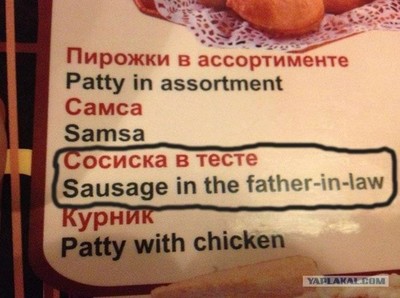 Пирожки в ассортименте
Patty in assortment
Самса
Samsa
Сосиска в тесте
Sausage in the father-in-law
Курник
Patty with chicken
YAPLAKAL.COM